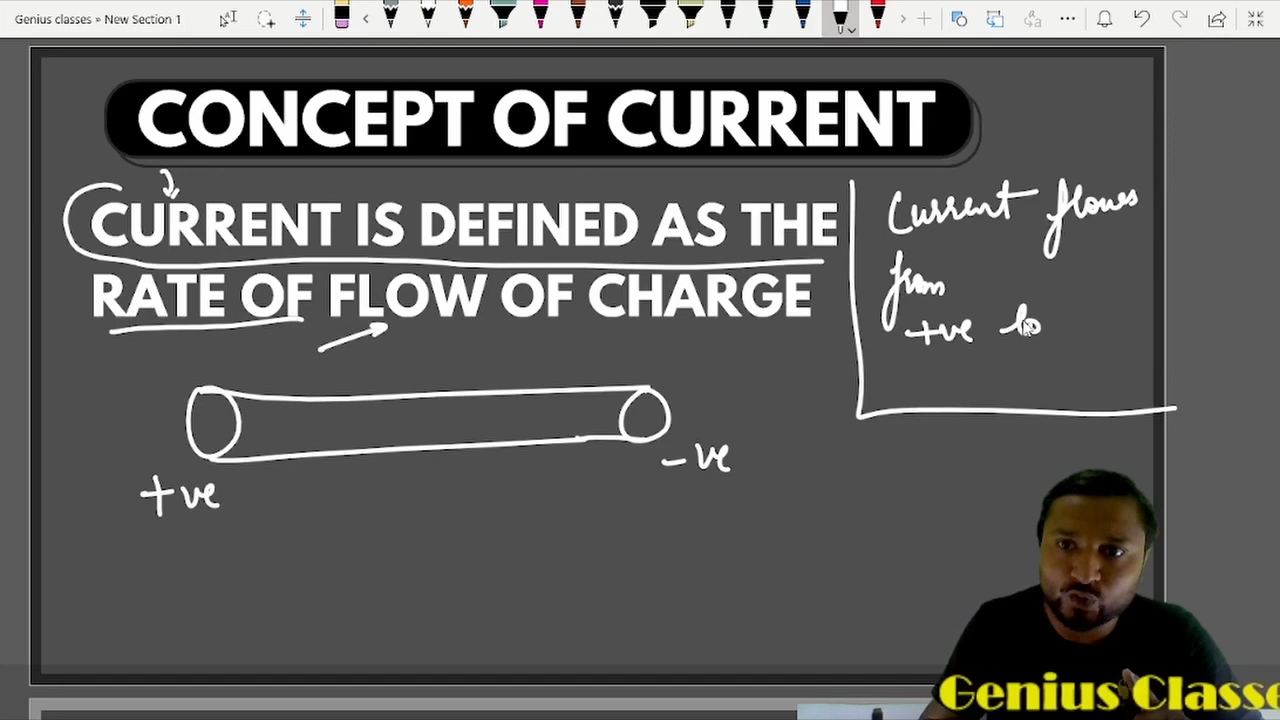 Genius classes » New Section 1
CONCEPT OF CURRENT
CURRENT IS DEFINED AS THE
RATE OF FLOW OF CHARGE
Current flows
from
+ve to
+ve
-ve
Genius Classe